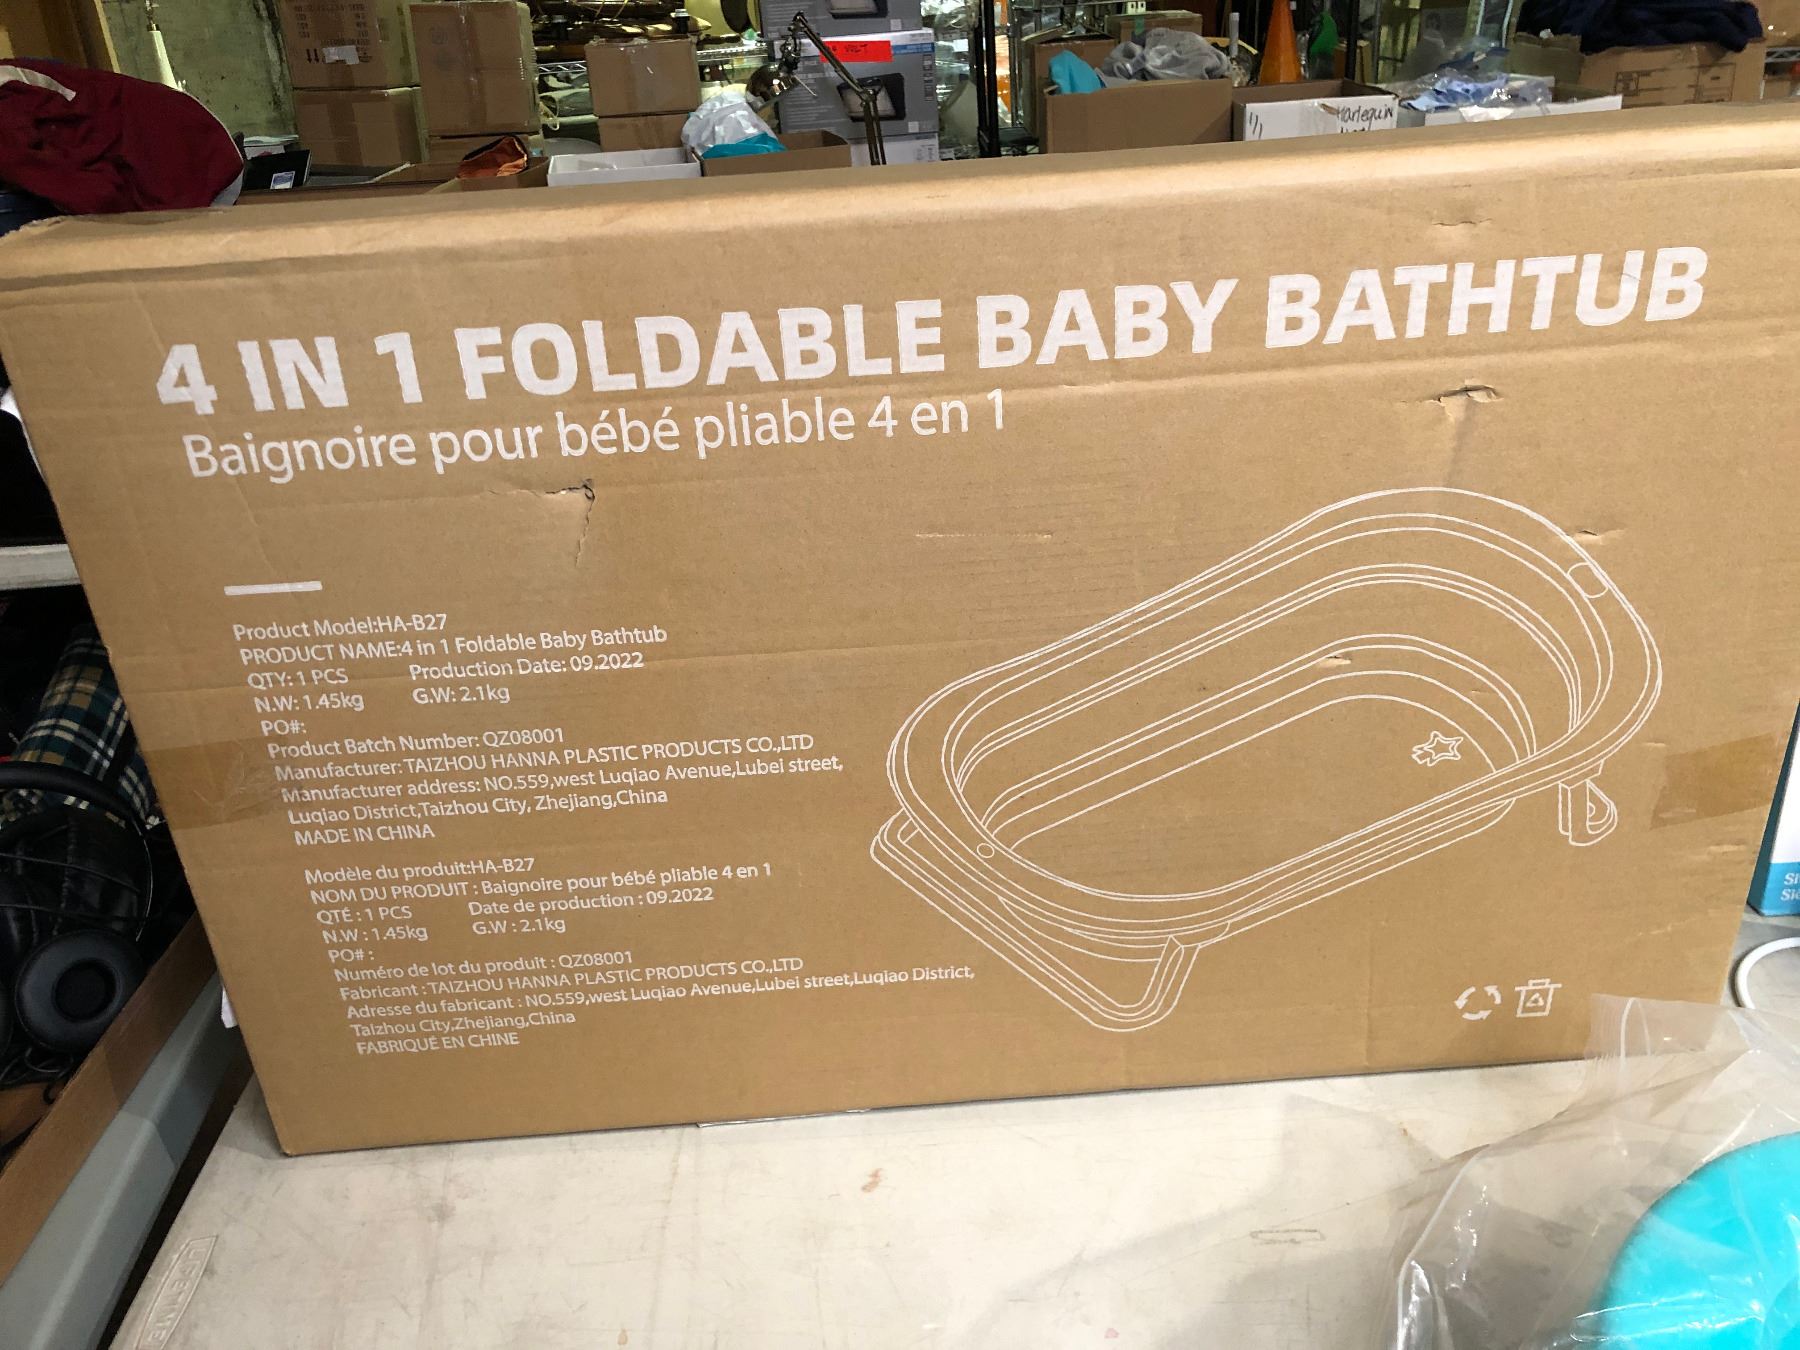 VOLT
Harlequin
4 IN 1 FOLDABLE BABY BATHTUB
Baignoire pour bébé pliable 4 en 1
Product Model:HA-B27
PRODUCT NAME:4 in 1 Foldable Baby Bathtub
QTY: 1 PCS Production Date: 09.2022
N.W: 1.45kg G.W: 2.1kg
PO#:
Product Batch Number: QZ08001
Manufacturer: TAIZHOU HANNA PLASTIC PRODUCTS CO.,LTD
Manufacturer address: NO.559,west Luqiao Avenue,Lubei street,
Luqiao District,Taizhou City, Zhejiang,China
MADE IN CHINA
Modèle du produit:HA-B27
NOM DU PRODUIT : Baignoire pour bébé pliable 4 en 1
QTÉ : 1 PCS Date de production : 09.2022
N.W : 1.45kg G.W : 2.1kg
PO# :
Numéro de lot du produit : QZ08001
Fabricant : TAIZHOU HANNA PLASTIC PRODUCTS CO.,LTD
Adresse du fabricant : NO.559,west Luqiao Avenue,Lubei street,Luqiao District,
Taizhou City,Zhejiang,China
FABRIQUÉ EN CHINE
LIFETIME